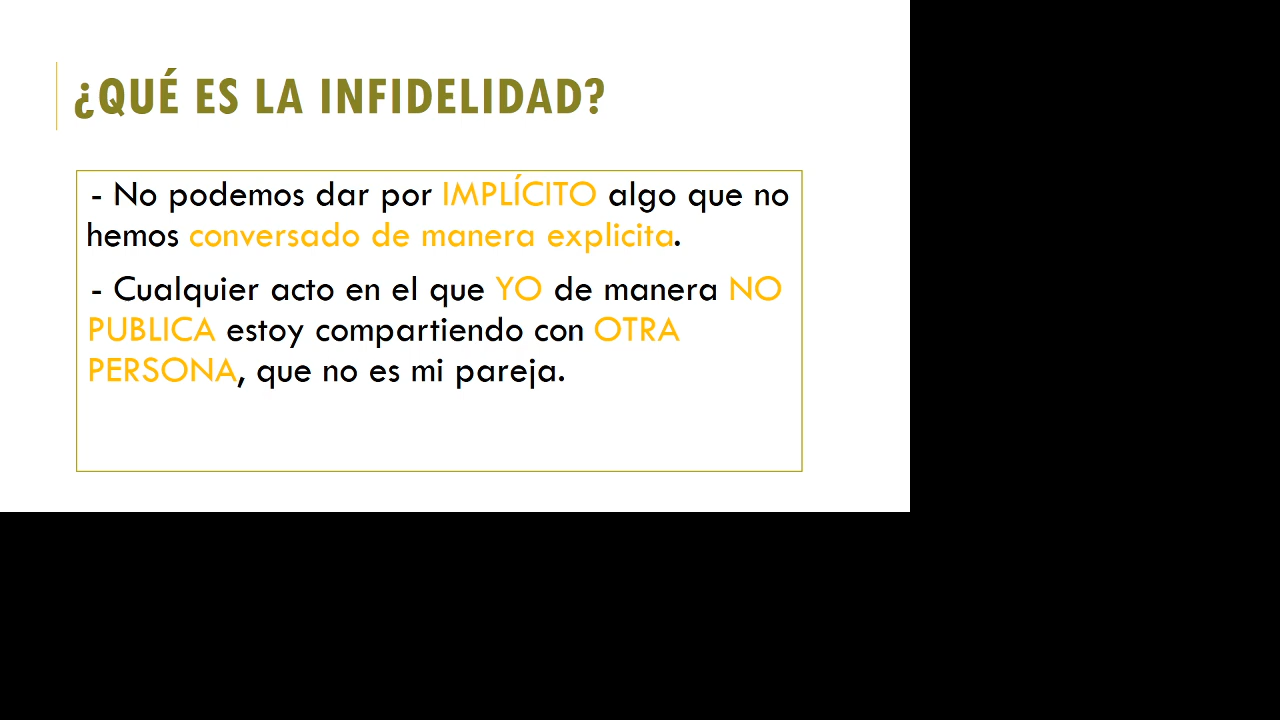 ¿QUÉ ES LA INFIDELIDAD?
- No podemos dar por IMPLÍCITO algo que no
hemos conversado de manera explicita.
- Cualquier acto en el que YO de manera NO
PUBLICA estoy compartiendo con OTRA
PERSONA, que no es mi pareja.